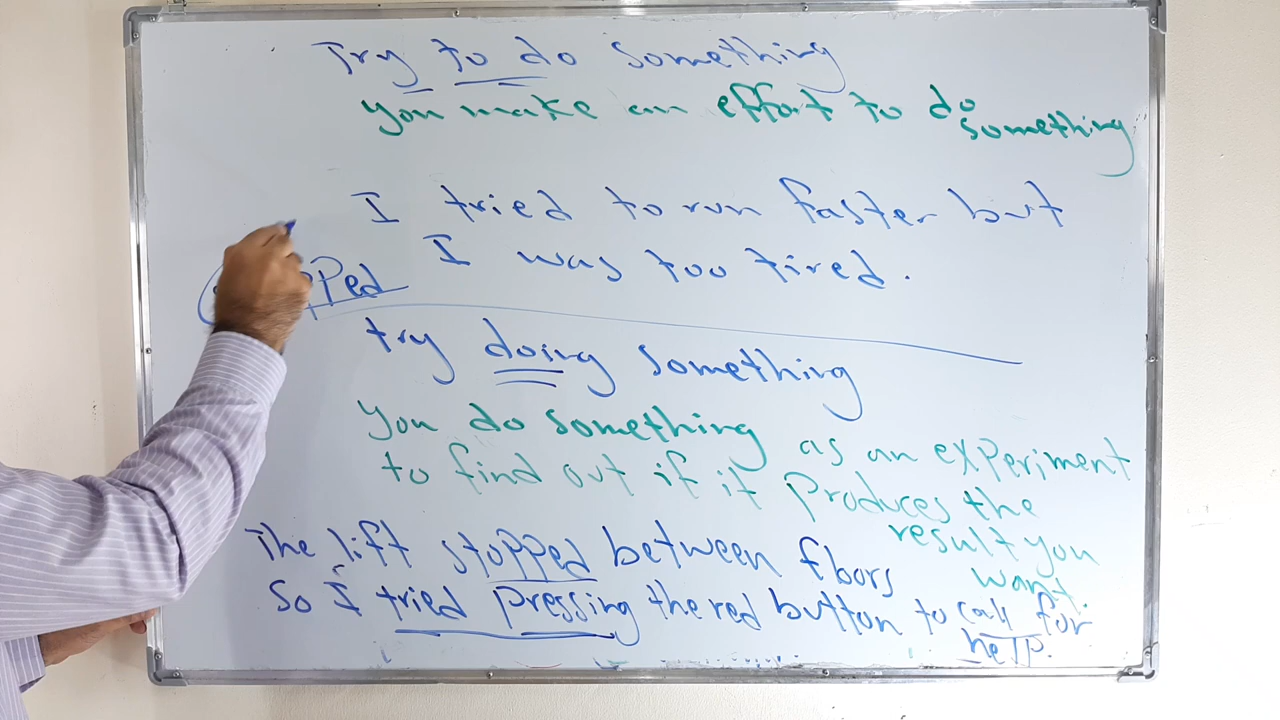 Try to do something
you make an effort to do something
I tried to run faster but
I was too tired.
try doing something
You do something as an experiment
to find out if it produces the
result you
want.
The lift stopped between floors
So I tried pressing the red button to call for
help.